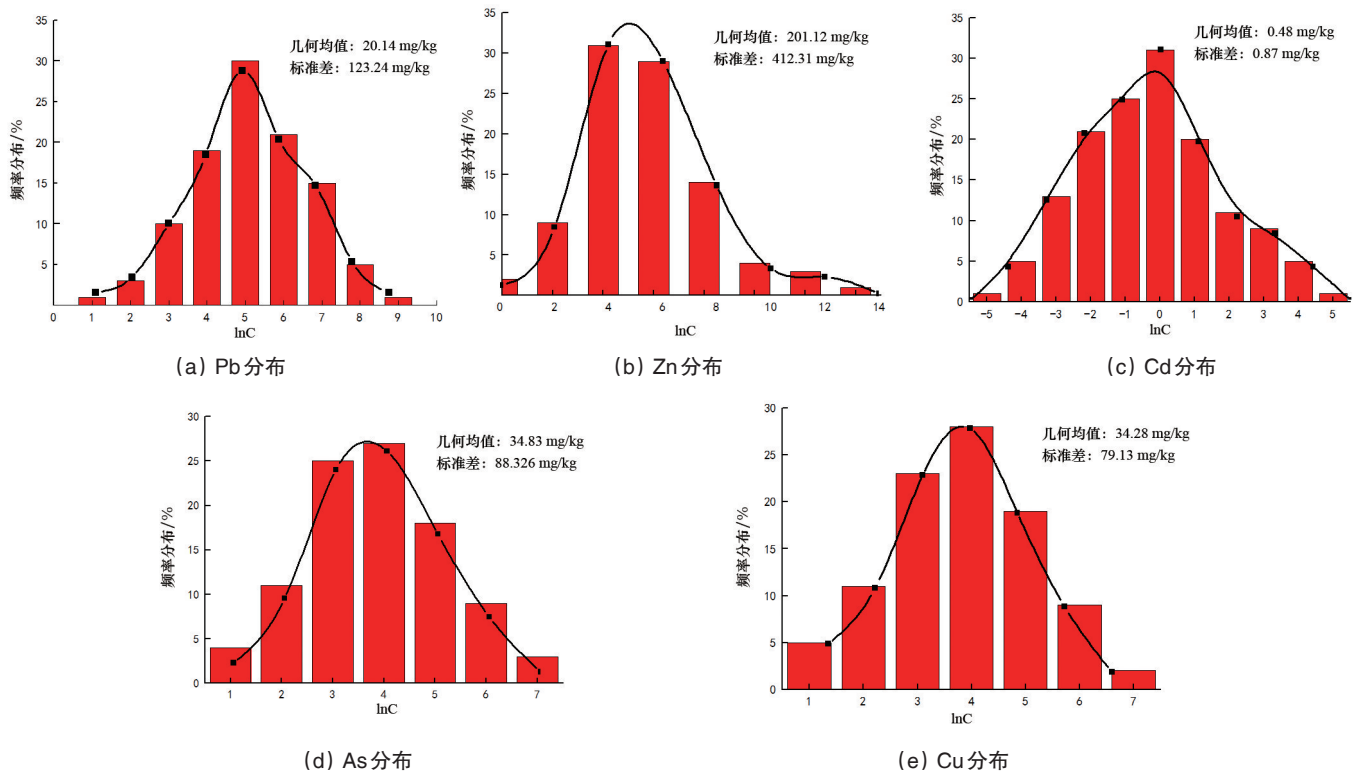 几何均值：20.14 mg/kg
标准差：123.24 mg/kg
频率分布/%
35
30
25
20
15
10
5
0 1 2 3 4 5 6 7 8 9 10
lnC
(a) Pb分布
几何均值：201.12 mg/kg
标准差：412.31 mg/kg
频率分布/%
35
30
25
20
15
10
5
0 2 4 6 8 10 12 14
lnC
(b) Zn分布
几何均值：0.48 mg/kg
标准差：0.87 mg/kg
频率分布/%
35
30
25
20
15
10
5
0
-5 -4 -3 -2 -1 0 1 2 3 4 5
lnC
(c) Cd分布
几何均值：34.83 mg/kg
标准差：88.326 mg/kg
频率分布/%
30
25
20
15
10
5
0
1 2 3 4 5 6 7
lnC
(d) As分布
几何均值：34.28 mg/kg
标准差：79.13 mg/kg
频率分布/%
30
25
20
15
10
5
0
1 2 3 4 5 6 7
lnC
(e) Cu分布